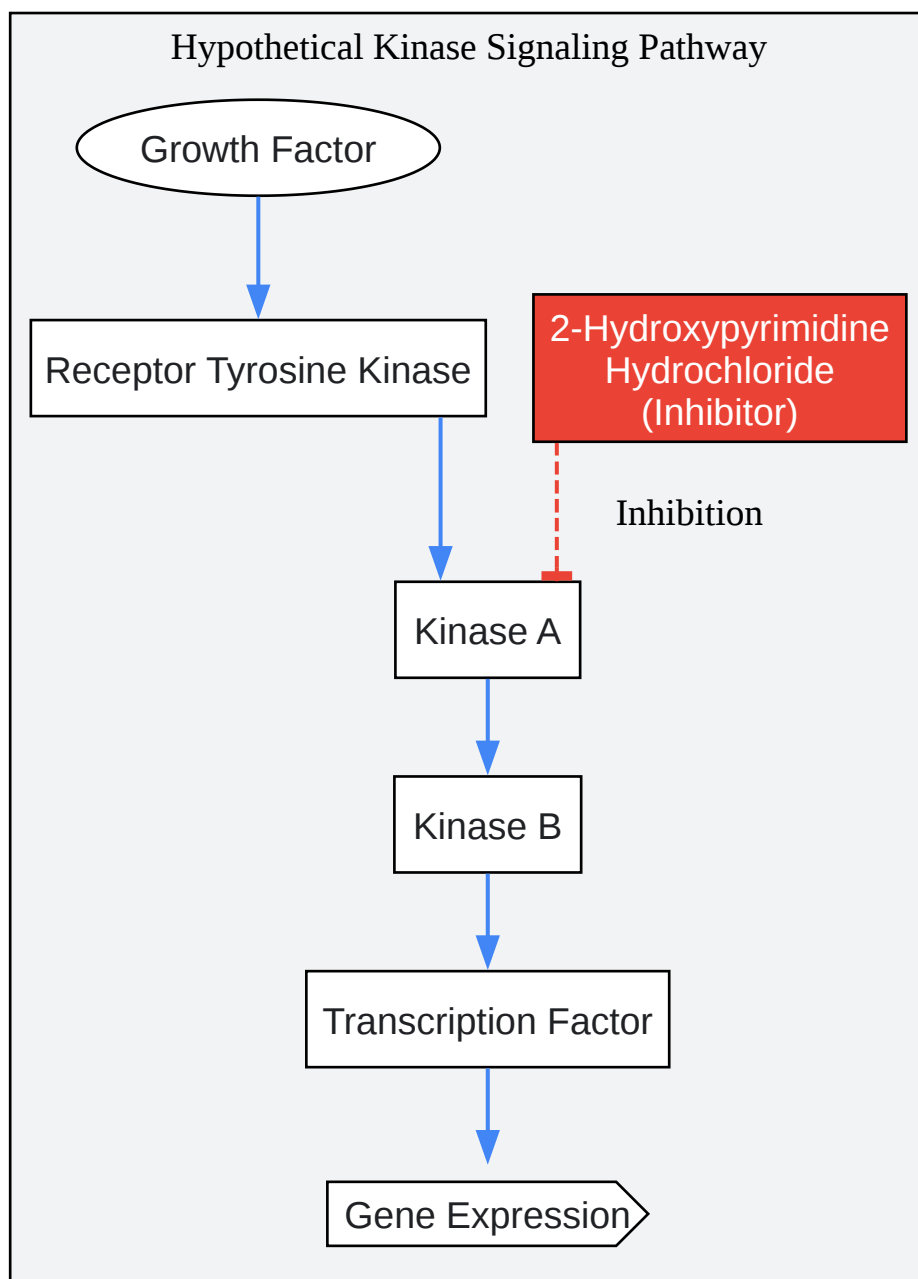 Hypothetical Kinase Signaling Pathway
Growth Factor
Receptor Tyrosine Kinase
2-Hydroxypyrimidine
Hydrochloride
(Inhibitor)
Inhibition
Kinase A
Kinase B
Transcription Factor
Gene Expression